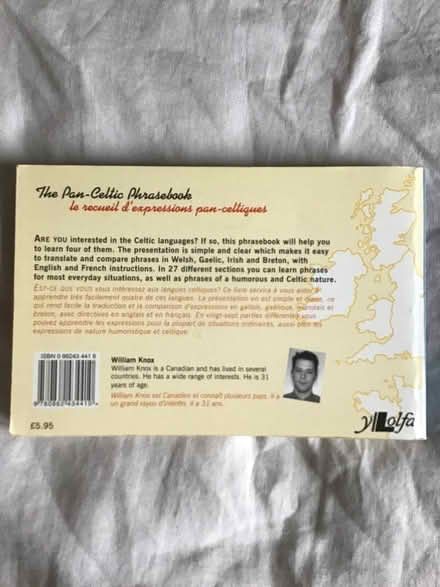 The Pan-Celtic Phrasebook
le recueil d'expressions pan-celtiques
ARE YOU interested in the Celtic languages? If so, this phrasebook will help you
to learn four of them. The presentation is simple and clear which makes it easy
to translate and compare phrases in Welsh, Gaelic, Irish and Breton, with
English and French instructions. In 27 different sections you can learn phrases
for most everyday situations, as well as phrases of a humorous and Celtic nature.
EST-CE QUE VOUS vous intéressez aux langues celtiques? Ce livre servira à vous aider à
apprendre très facilement quatre de ces langues. La présentation en est simple et claire, ce
qui rend facile la traduction et la comparaison d'expressions en gallois, gaélique, irlandais et
breton, avec directives en anglais et en français. En vingt-sept parties différentes vous
pouvez apprendre les expressions pour la plupart de situations ordinaires, aussi bien les
expressions de nature humoristique et celtique.
ISBN 0 86243 441 6
9 780862 434410
William Knox
William Knox is a Canadian and has lived in several
countries. He has a wide range of interests. He is 31
years of age.
William Knox est Canadien et connaît plusieurs pays. Il a
un grand rayon d'intérêts. Il a 31 ans.
£5.95
y Lolfa